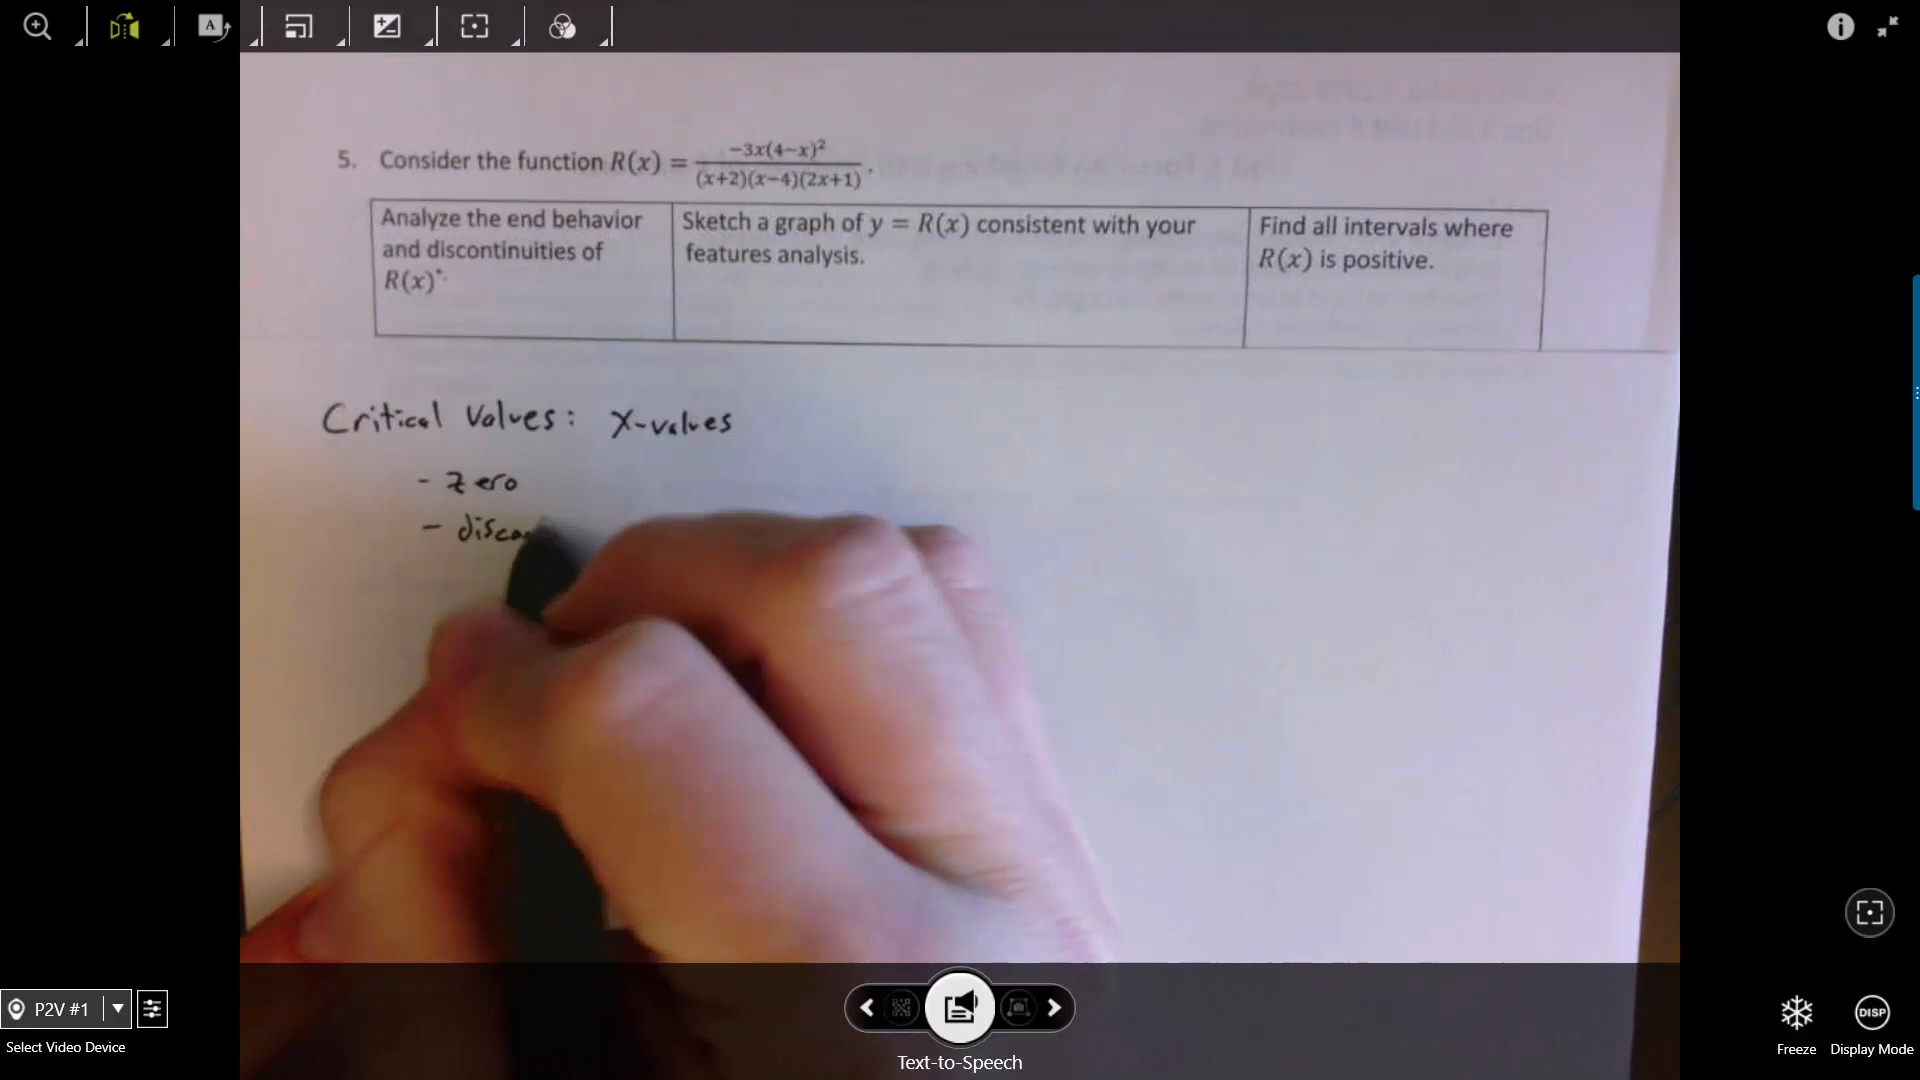 5. Consider the function R(x) = −3x(4−x)² / (x+2)(x−4)(2x+1) .
Analyze the end behavior
and discontinuities of
R(x)
Sketch a graph of y = R(x) consistent with your
features analysis.
Find all intervals where
R(x) is positive.
Critical Values: X-values
- Zero
- disco
P2V #1
Select Video Device
Text-to-Speech
DISP
Freeze
Display Mode